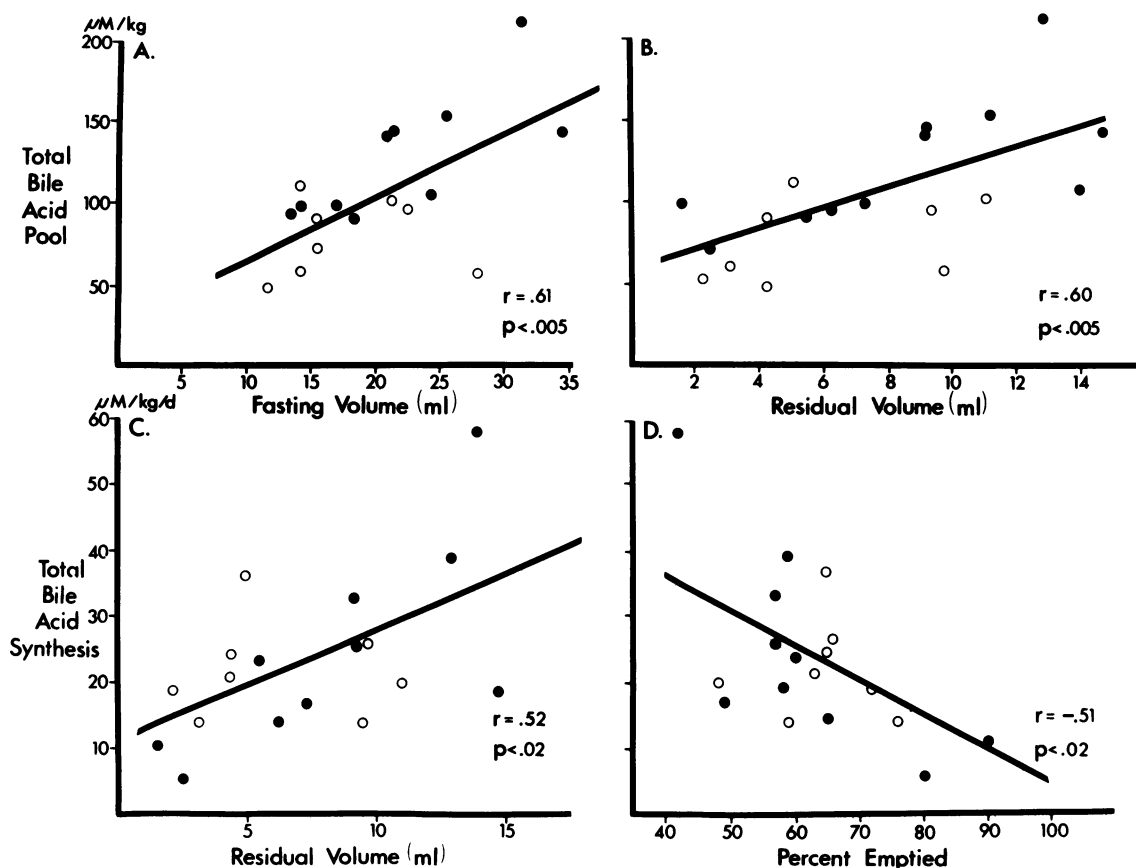 μM/kg
A.
200
150
100
50
Total
Bile
Acid
Pool
r = .61
p<.005
5 10 15 20 25 30 35
Fasting Volume (ml)
B.
r = .60
p<.005
2 4 6 8 10 12 14
Residual Volume (ml)
μM/kg/d
C.
60
50
40
30
20
10
Total
Bile
Acid
Synthesis
r = .52
p<.02
5 10 15
Residual Volume (ml)
D.
r = -.51
p<.02
40 50 60 70 80 90 100
Percent Emptied